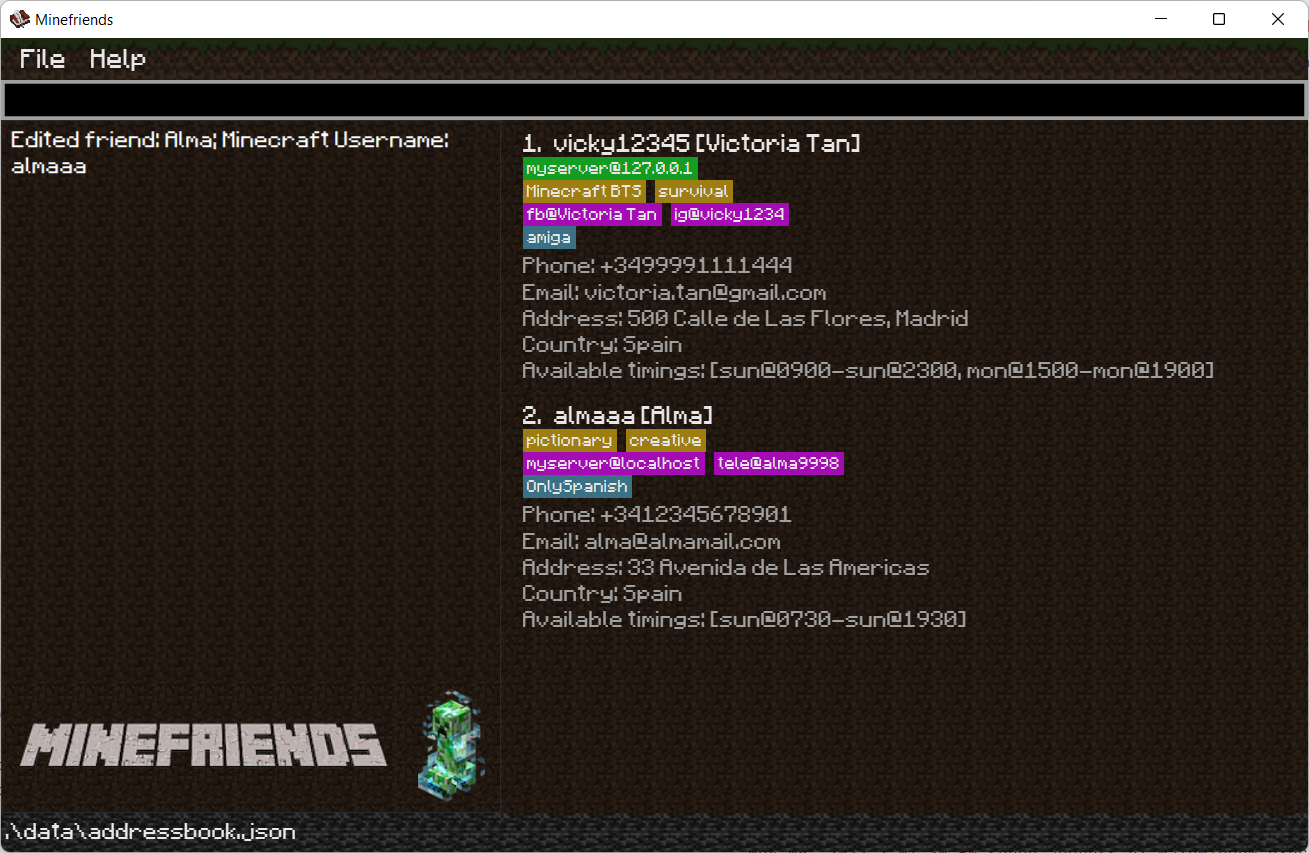 Minefriends
File Help
Edited friend: Alma; Minecraft Username:
almaaa
1. vicky12345 [Victoria Tan]
myserver@127.0.0.1
Minecraft BTS survival
fb@Victoria Tan ig@vicky1234
amiga
Phone: +3499991111444
Email: victoria.tan@gmail.com
Address: 500 Calle de Las Flores, Madrid
Country: Spain
Available timings: [sun@0900-sun@2300, mon@1500-mon@1900]
2. almaaa [Alma]
pictionary creative
myserver@localhost tele@alma9998
OnlySpanish
Phone: +3412345678901
Email: alma@almamail.com
Address: 33 Avenida de Las Americas
Country: Spain
Available timings: [sun@0730-sun@1930]
MINEFRIENDS
.\data\addressbook.json